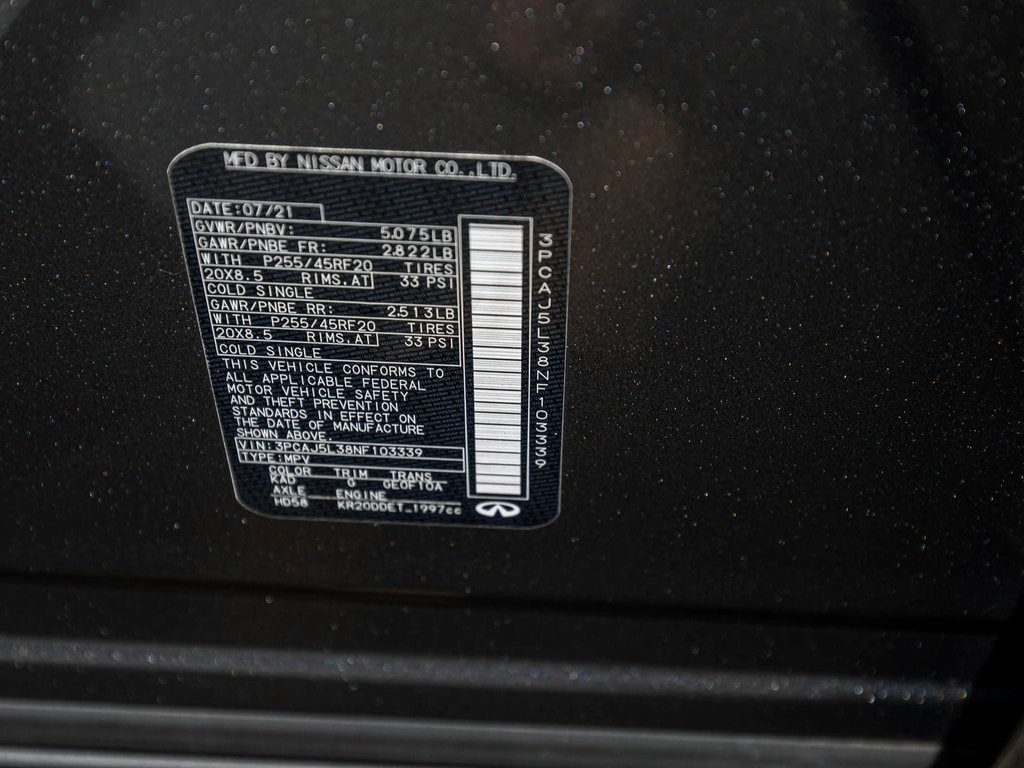 MFD BY NISSAN MOTOR CO.,LTD.
DATE:07/21
GVWR/PNBV: 5,075LB
GAWR/PNBE FR: 2,822LB
WITH P255/45RF20 TIRES
20X8.5 RIMS,AT 33 PSI
COLD SINGLE
GAWR/PNBE RR: 2,513LB
WITH P255/45RF20 TIRES
20X8.5 RIMS,AT 33 PSI
COLD SINGLE
THIS VEHICLE CONFORMS TO
ALL APPLICABLE FEDERAL
MOTOR VEHICLE SAFETY
AND THEFT PREVENTION
STANDARDS IN EFFECT ON
THE DATE OF MANUFACTURE
SHOWN ABOVE.
VIN:3PCAJ5L38NF103339
TYPE:MPV
COLOR TRIM TRANS
KAD G GE0F10A
AXLE ENGINE
HD58 KR20DDET-1997cc
3PCAJ5L38NF103339